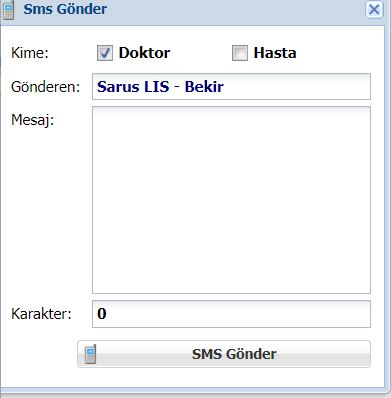 Sms Gönder
Kime: Doktor Hasta
Gönderen: Sarus LIS - Bekir
Mesaj:
Karakter: 0
SMS Gönder